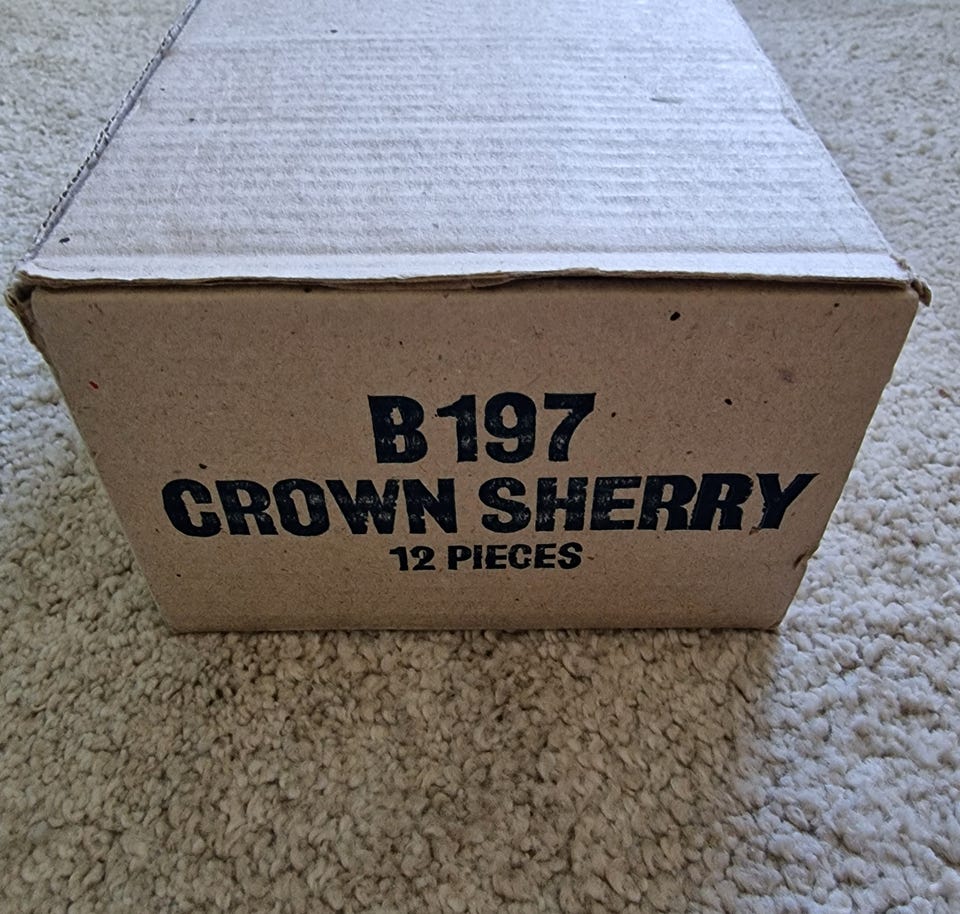 B197
CROWN SHERRY
12 PIECES